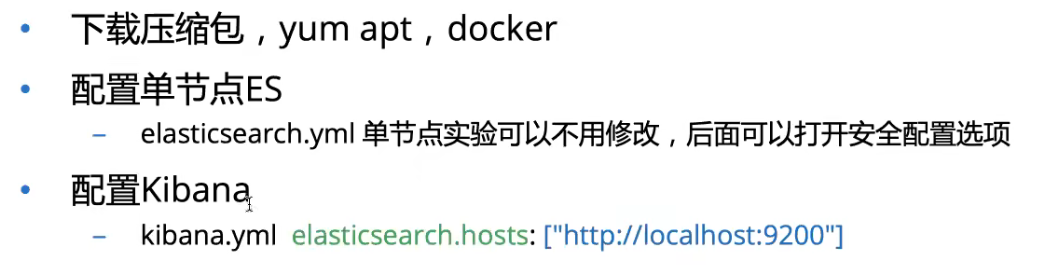 • 下载压缩包，yum apt，docker
• 配置单节点ES
– elasticsearch.yml 单节点实验可以不用修改，后面可以打开安全配置选项
• 配置Kibana
– kibana.yml elasticsearch.hosts: ["http://localhost:9200"]